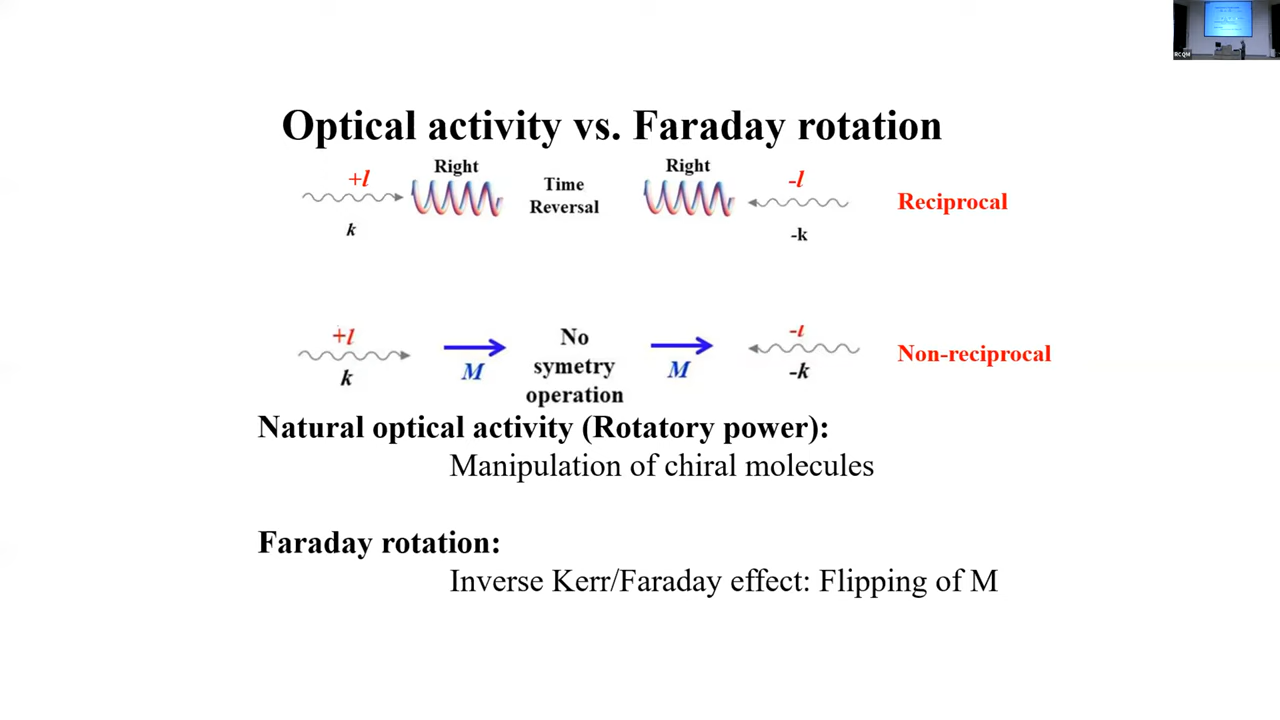 RCQM
Optical activity vs. Faraday rotation
+l
Right
Time
Reversal
Right
-l
Reciprocal
k
-k
+l
k
M
No
symetry
operation
M
-l
-k
Non-reciprocal
Natural optical activity (Rotatory power):
Manipulation of chiral molecules
Faraday rotation:
Inverse Kerr/Faraday effect: Flipping of M